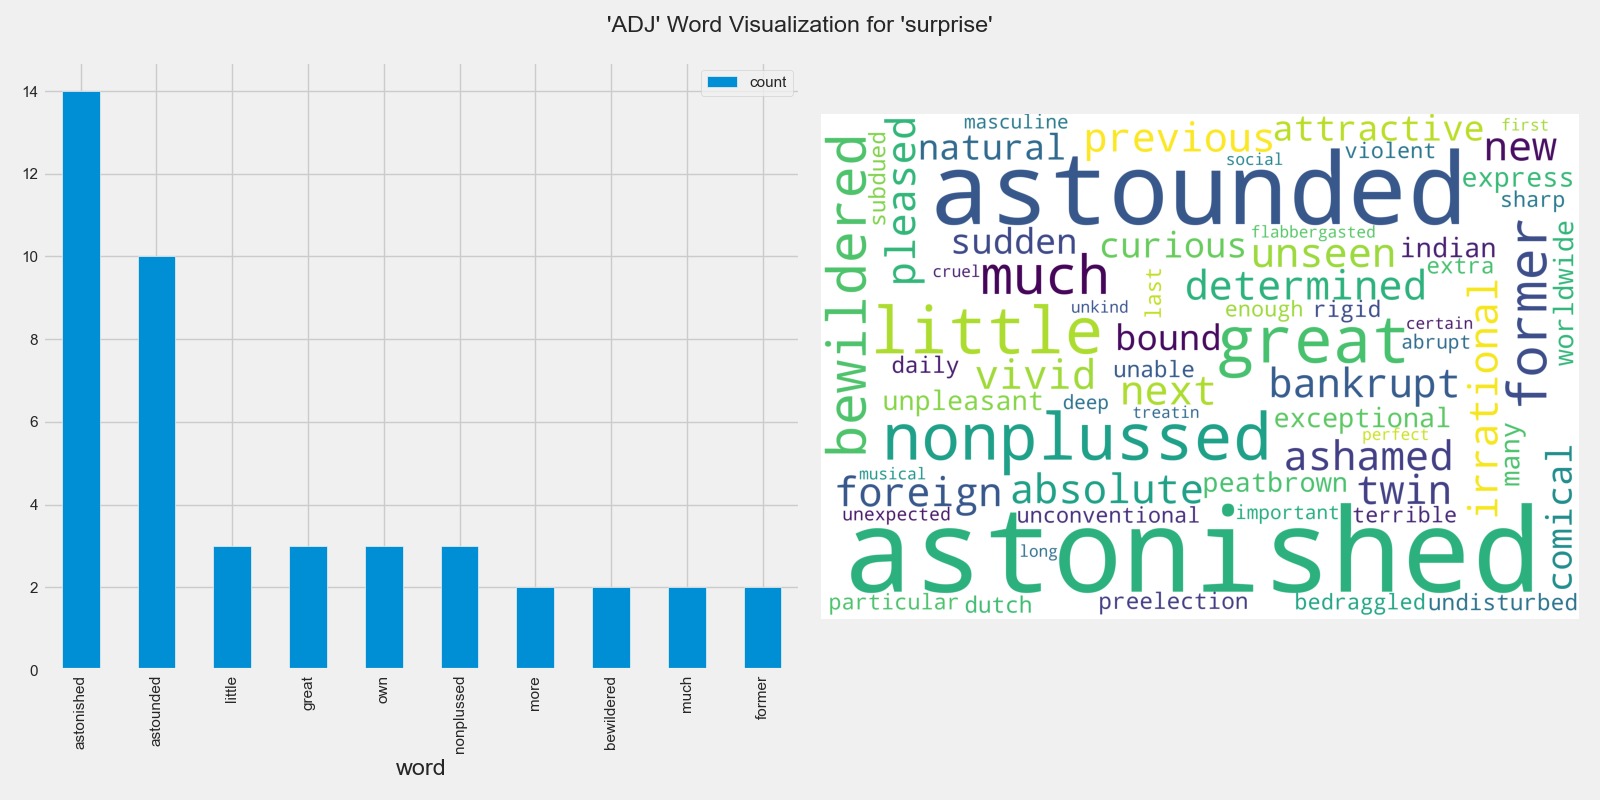 'ADJ' Word Visualization for 'surprise'
count
14
12
10
8
6
4
2
0
astonished
astounded
little
great
own
nonplussed
more
bewildered
much
former
word
masculine
first
previous
attractive
natural
new
social
violent
subdued
pleased
astounded
express
sharp
bewildered
sudden
curious
flabbergasted
unseen
indian
former
worldwide
cruel
much
last
determined
extra
irrational
little
unkind
enough
rigid
bound
great
certain
abrupt
daily
vivid
unable
next
bankrupt
unpleasant
deep
treatin
exceptional
nonplussed
perfect
many
ashamed
musical
foreign
absolute
peatbrown
twin
comical
unexpected
unconventional
important
terrible
astonished
long
particular
dutch
preelection
bedraggled
undisturbed